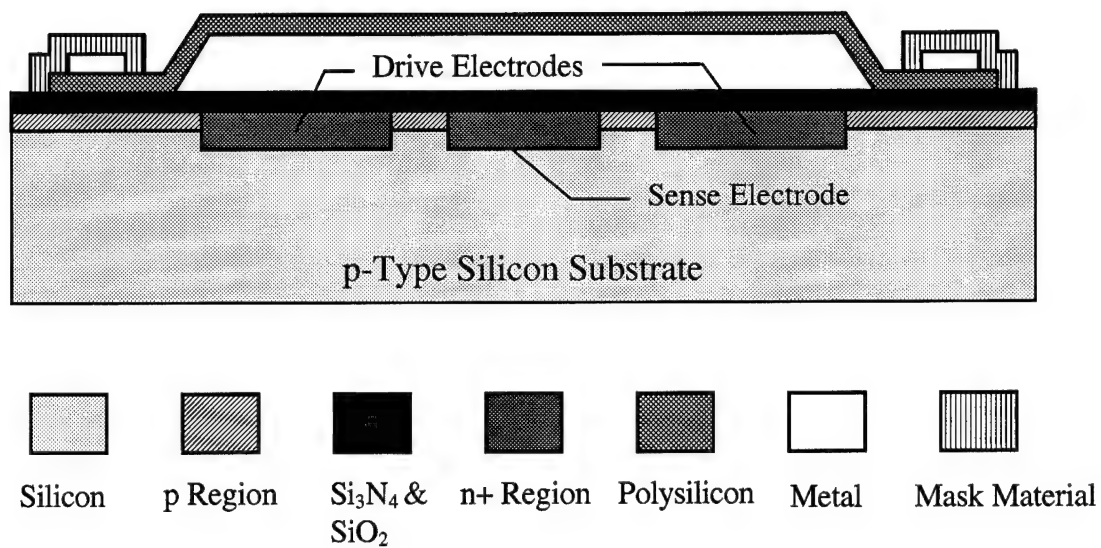 Drive Electrodes
Sense Electrode
p-Type Silicon Substrate
Silicon
p Region
Si₃N₄ &
SiO₂
n+ Region
Polysilicon
Metal
Mask Material